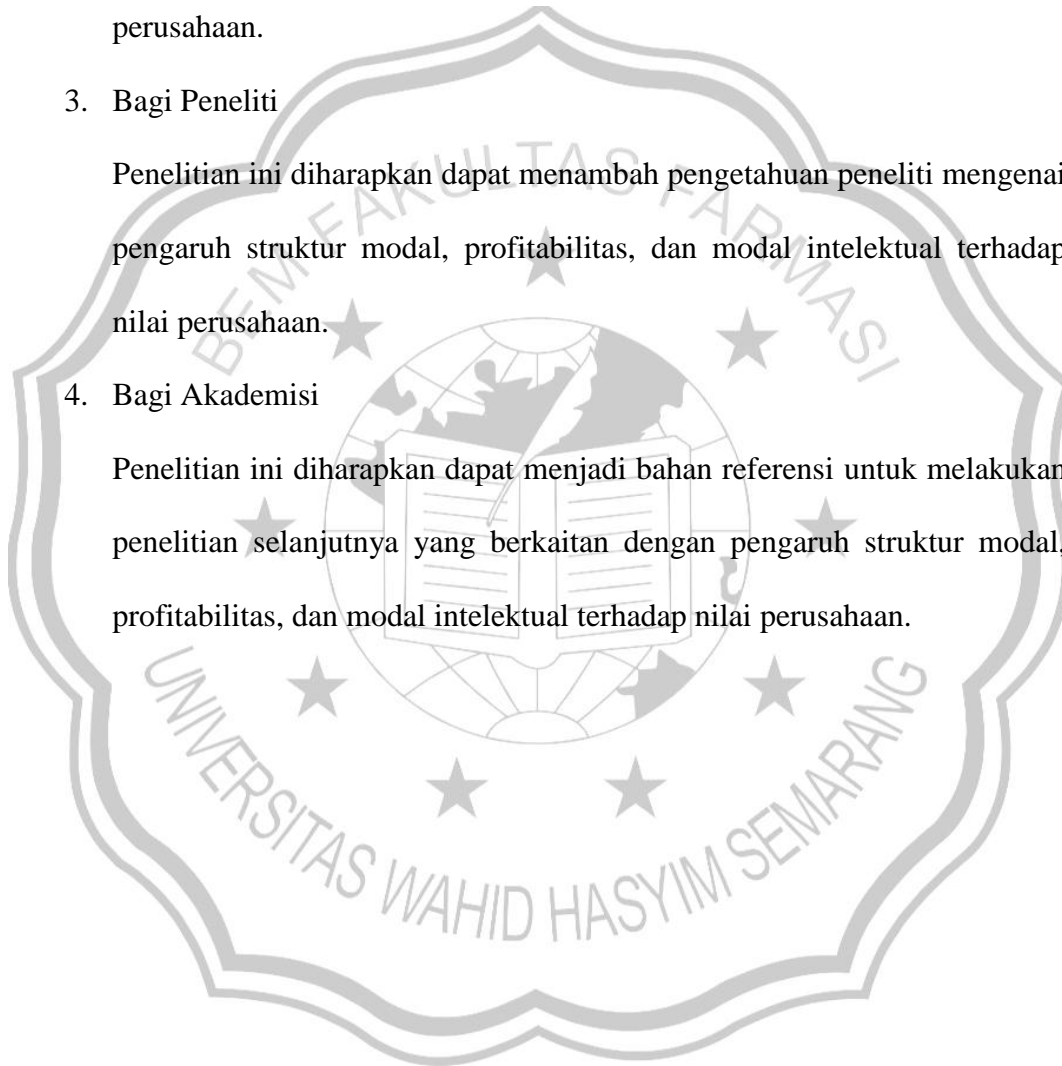 perusahaan.
3. Bagi Peneliti
Penelitian ini diharapkan dapat menambah pengetahuan peneliti mengenai
pengaruh struktur modal, profitabilitas, dan modal intelektual terhadap
nilai perusahaan.
4. Bagi Akademisi
Penelitian ini diharapkan dapat menjadi bahan referensi untuk melakukan
penelitian selanjutnya yang berkaitan dengan pengaruh struktur modal,
profitabilitas, dan modal intelektual terhadap nilai perusahaan.
BEM FAKULTAS FARMASI
UNIVERSITAS WAHID HASYIM SEMARANG